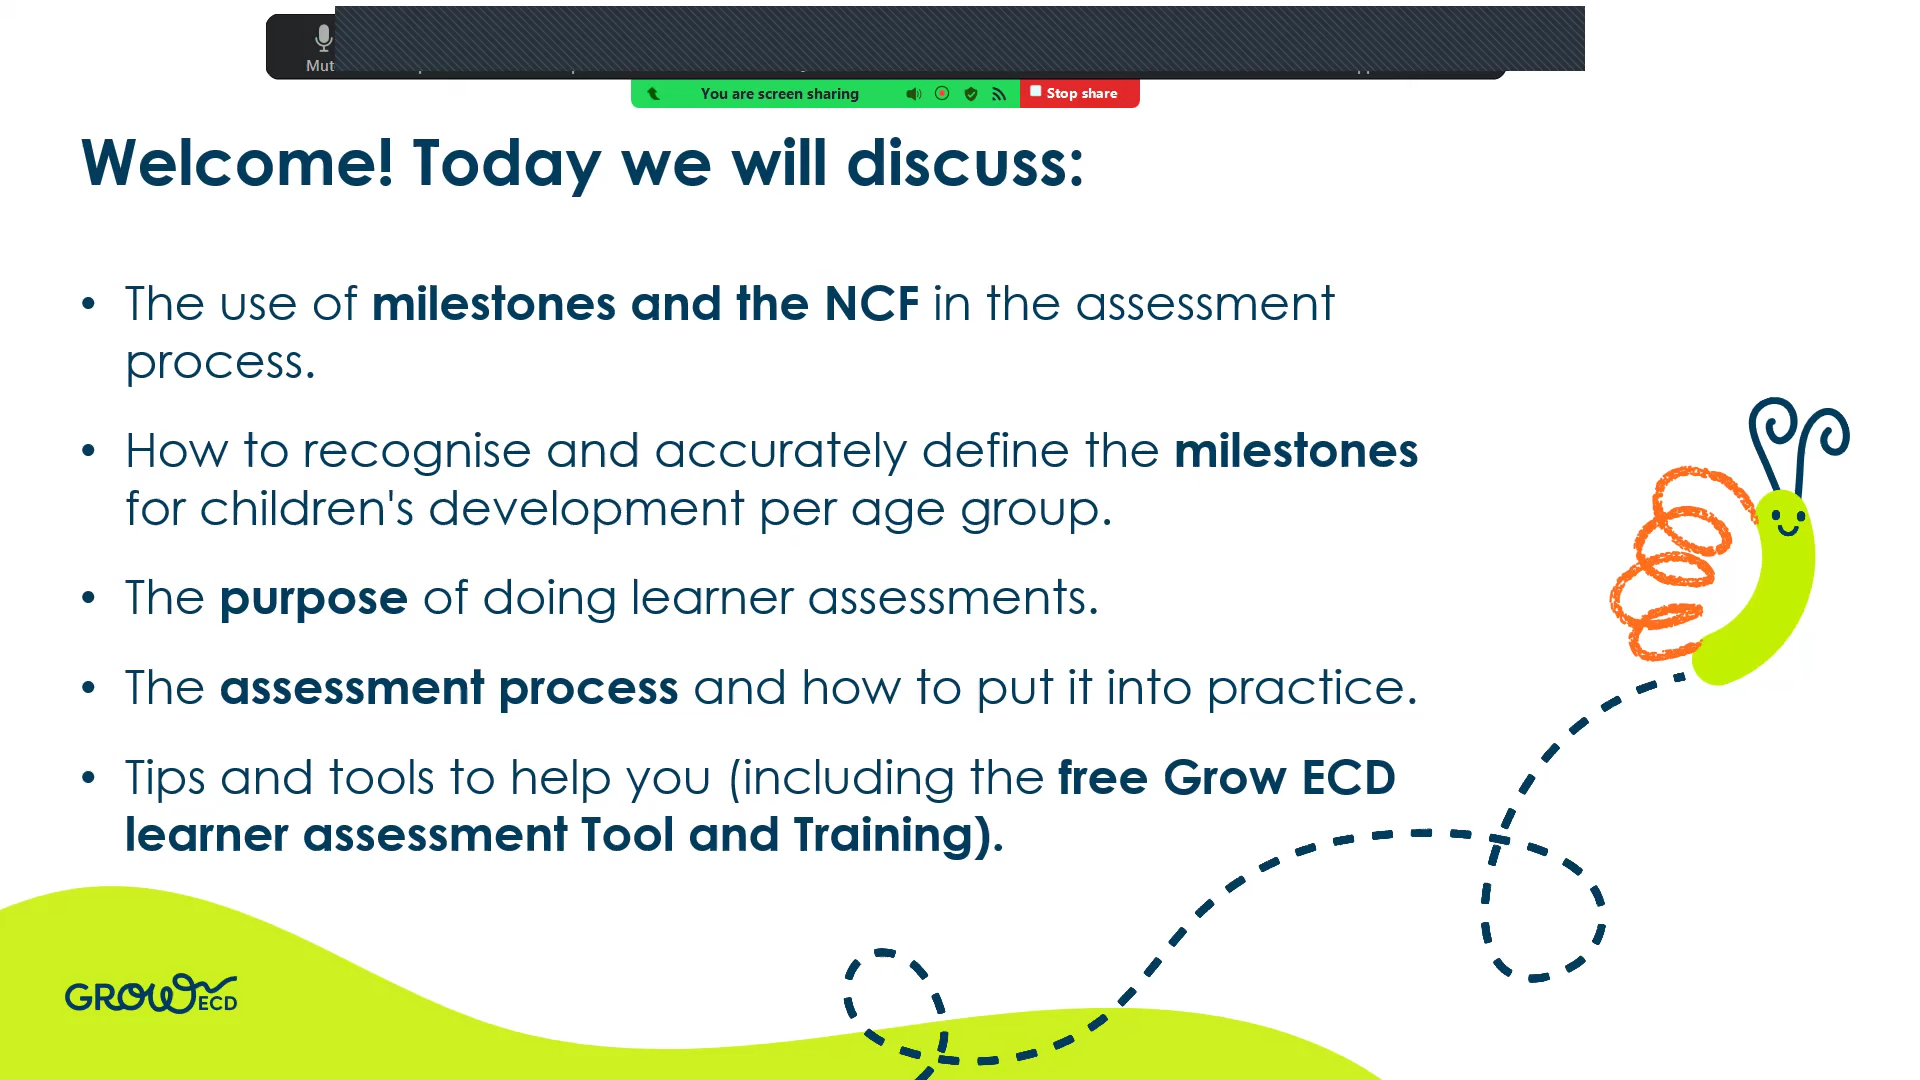 Mut
You are screen sharing
Stop share
Welcome! Today we will discuss:
• The use of milestones and the NCF in the assessment
process.
• How to recognise and accurately define the milestones
for children's development per age group.
• The purpose of doing learner assessments.
• The assessment process and how to put it into practice.
• Tips and tools to help you (including the free Grow ECD
learner assessment Tool and Training).
GROW ECD